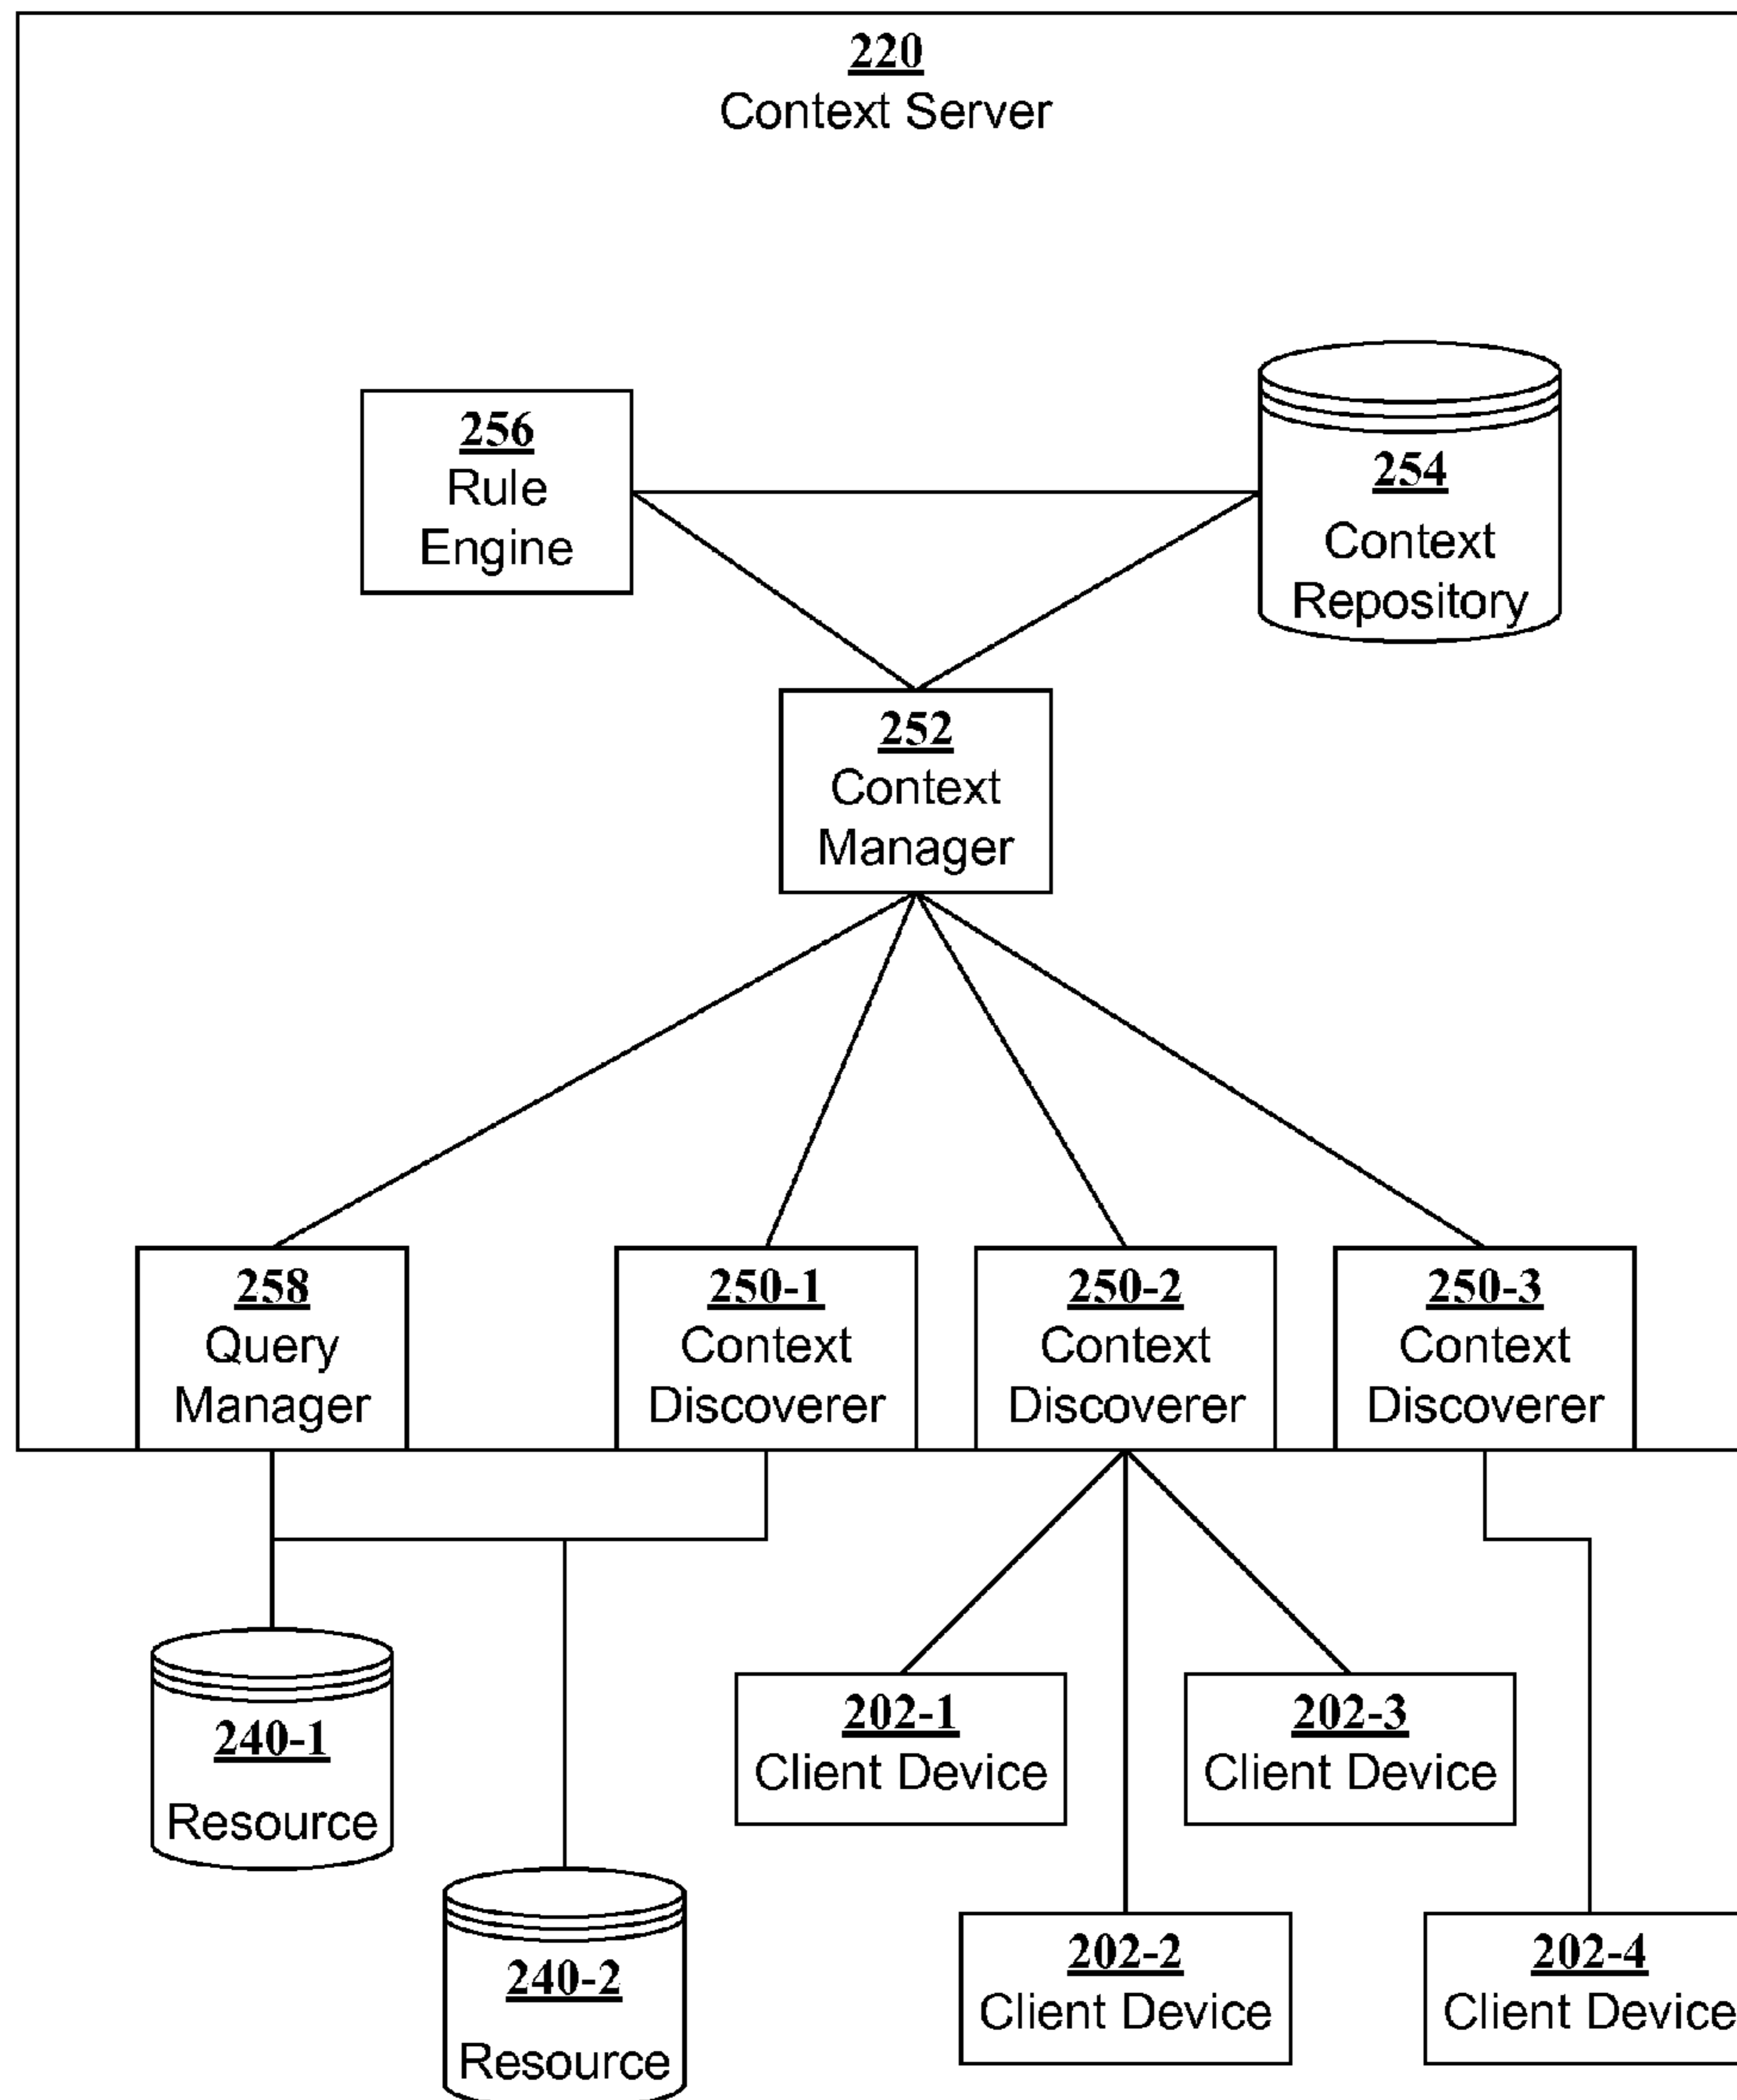 220
Context Server
256
Rule
Engine
254
Context
Repository
252
Context
Manager
258
Query
Manager
250-1
Context
Discoverer
250-2
Context
Discoverer
250-3
Context
Discoverer
240-1
Resource
240-2
Resource
202-1
Client Device
202-3
Client Device
202-2
Client Device
202-4
Client Device